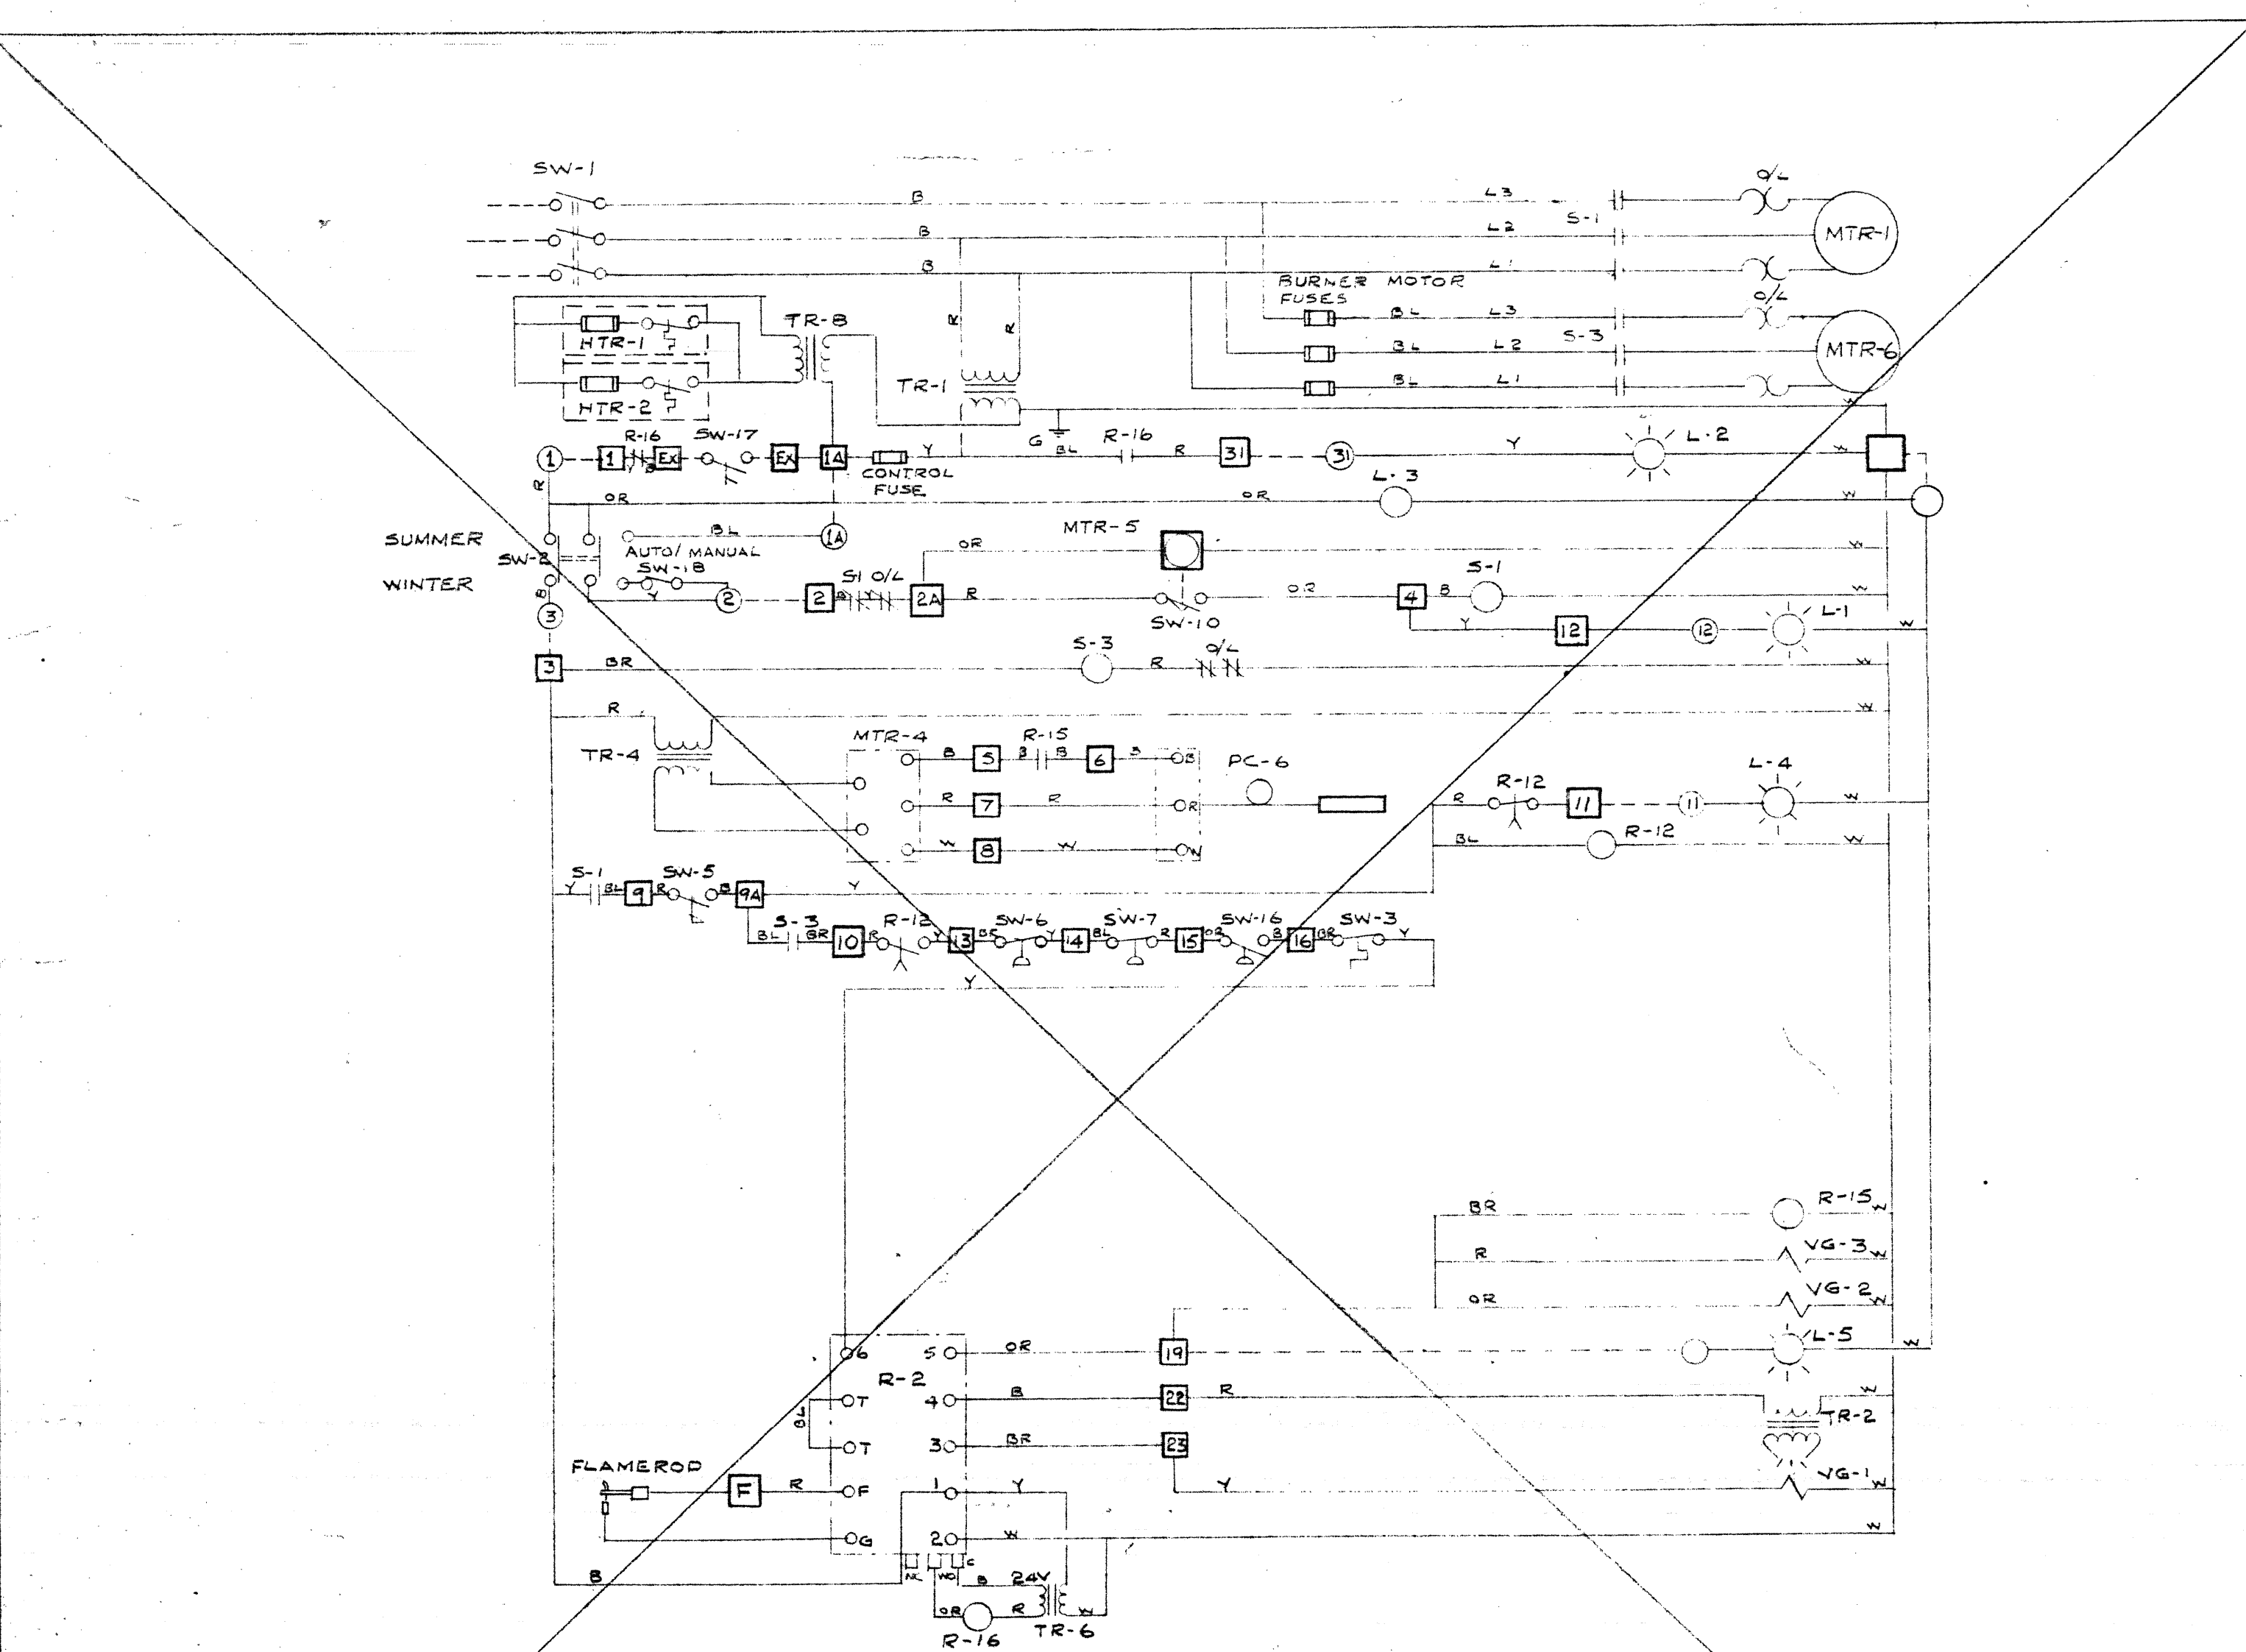 SW-1
B L3 O/L
S-1
B L2 MTR-1
B L1
BURNER MOTOR O/L
FUSES
TR-8 R R BL L3
HTR-1 S-3
BL L2 MTR-6
TR-1 BL L1
HTR-2
W
R-16 SW-17 G R-16 L-2
1 1 Y B EX EX 1A Y BL R 31 31 Y W
CONTROL
FUSE
R OR L-3 OR W
SUMMER BL 1A MTR-5 OR W
AUTO/MANUAL
SW-2 SW-18 S1 O/L S-1
WINTER B Y 2 2 B Y 2A R OR 4 B W
3 SW-10 L-1
Y 12 12 W
S-3 O/L
3 BR R W
R W
MTR-4 R-15
TR-4 B 5 B B 6 B B PC-6 L-4
R-12
R 7 R R R 11 11 W
BL R-12 W
W 8 W W
S-1 SW-5
Y BL 9 R B 9A Y
S-3 R-12 SW-6 SW-7 SW-16 SW-3
BL BR 10 R Y 13 BR Y 14 BL R 15 OR B 16 BR Y
Y
BR R-15 W
R VG-3 W
OR VG-2 W
6 5 OR 19 L-5 W
R-2
T 4 B 22 R W
BL TR-2
T 3 BR 23
FLAMEROD VG-1
F R F 1 Y Y W
G 2 W W
NC NO C
B B 24V
OR R W
R-16 TR-6